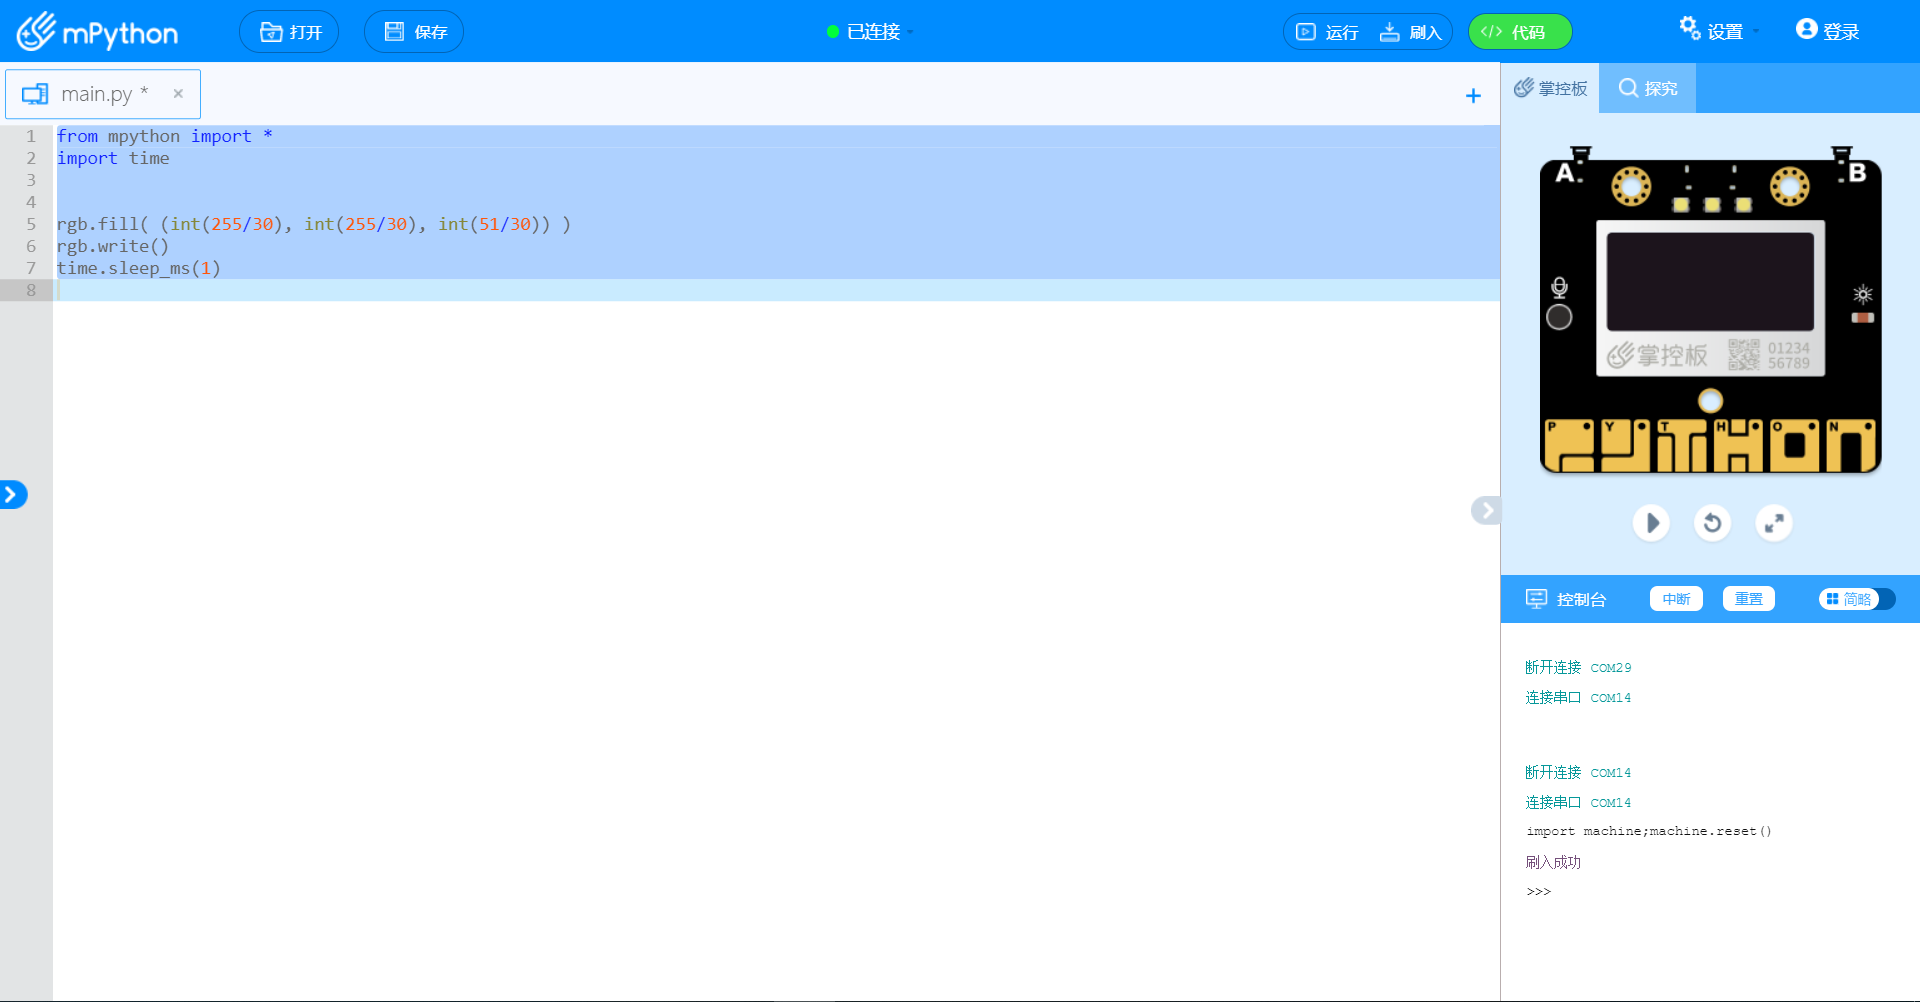 mPython
打开
保存
已连接
运行
刷入
</> 代码
设置
登录
main.py * ×
+
掌控板
探究
1 from mpython import *
2 import time
3
4
5 rgb.fill( (int(255/30), int(255/30), int(51/30)) )
6 rgb.write()
7 time.sleep_ms(1)
8
A
B
掌控板
01234
56789
P Y T H O N
控制台
中断
重置
简略
断开连接 COM29
连接串口 COM14
断开连接 COM14
连接串口 COM14
import machine;machine.reset()
刷入成功
>>>